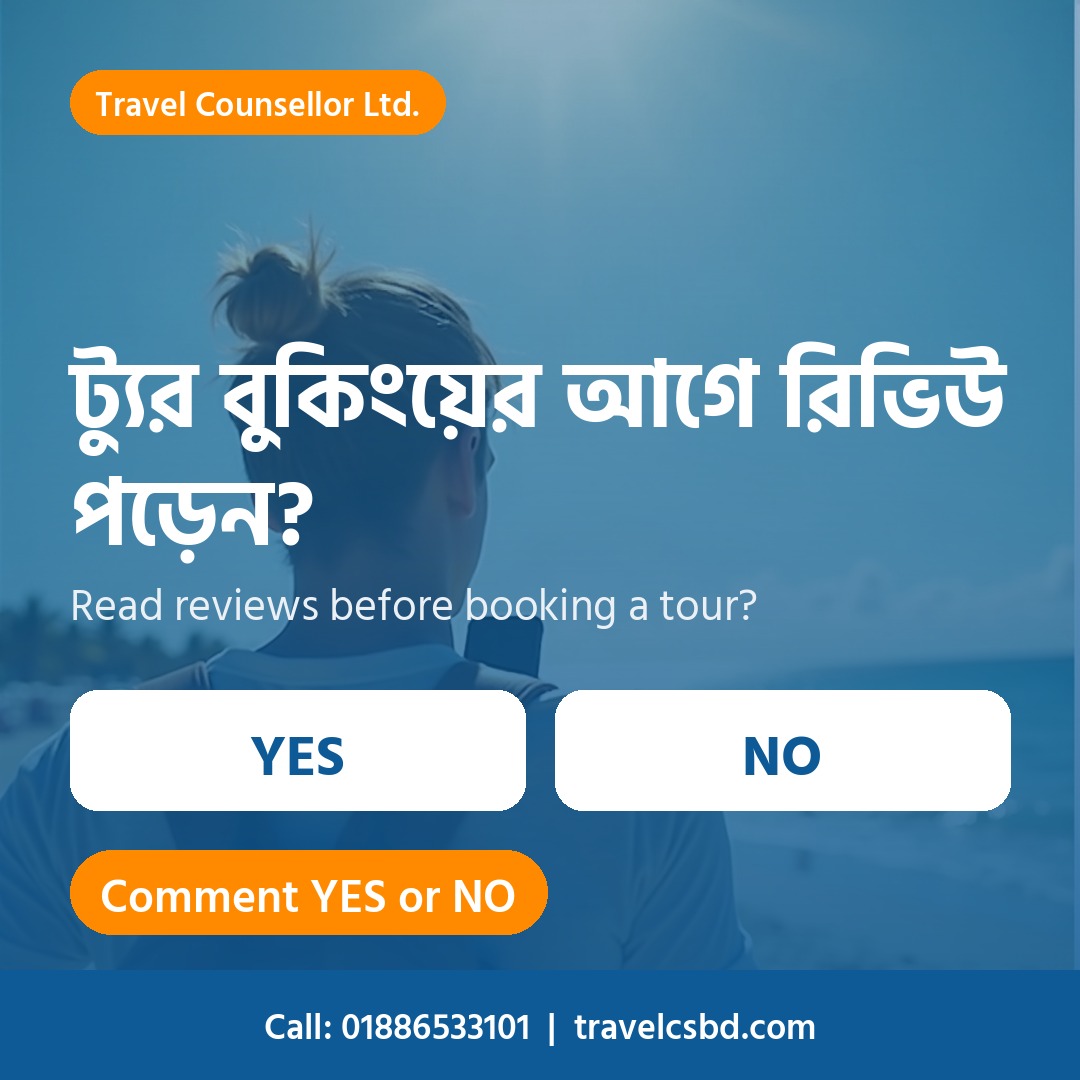 Travel Counsellor Ltd.
ট্যুর বুকিংয়ের আগে রিভিউ
পড়েন?
Read reviews before booking a tour?
YES
NO
Comment YES or NO
Call: 01886533101 | travelcsbd.com